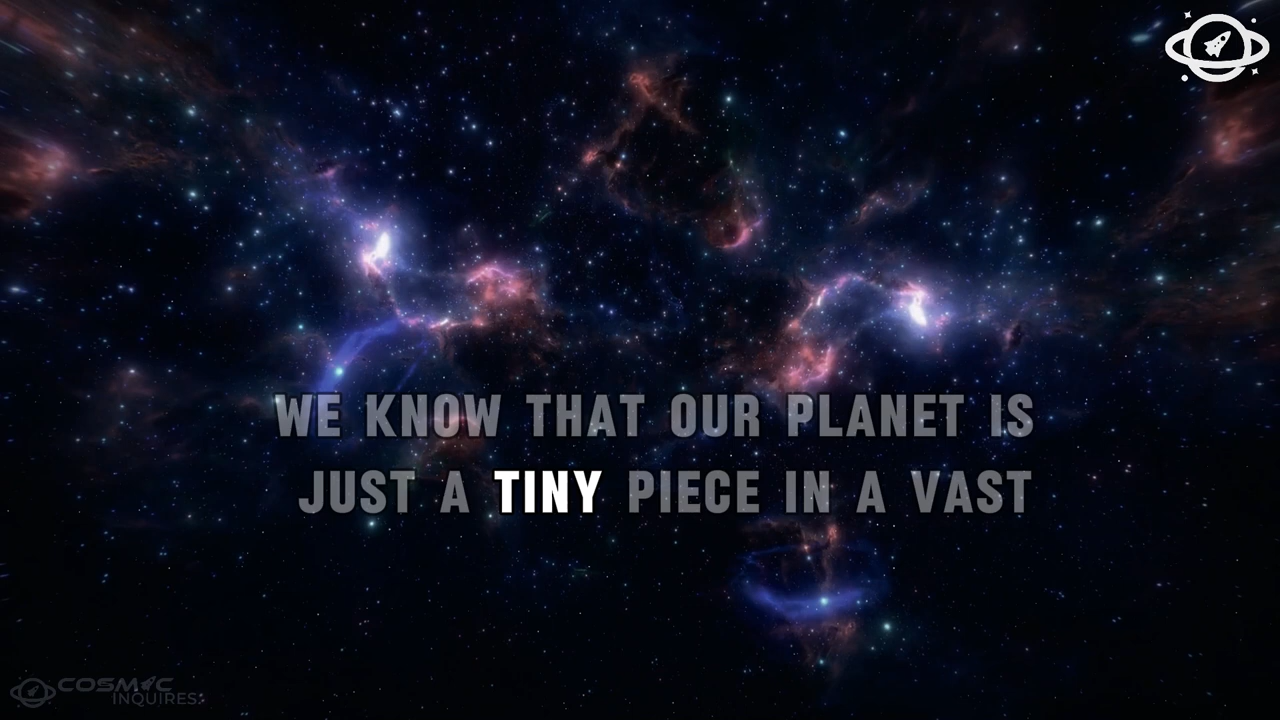 WE KNOW THAT OUR PLANET IS
JUST A TINY PIECE IN A VAST
COSMIC
INQUIRES